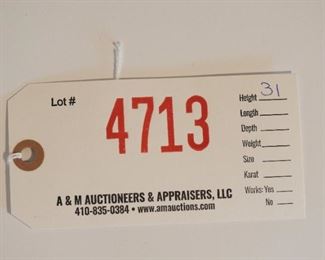 Lot #
4713
Height 31
Length
Depth
Weight
Size
Karat
Works: Yes
No
A & M AUCTIONEERS & APPRAISERS, LLC
410-835-0384 • www.amauctions.com